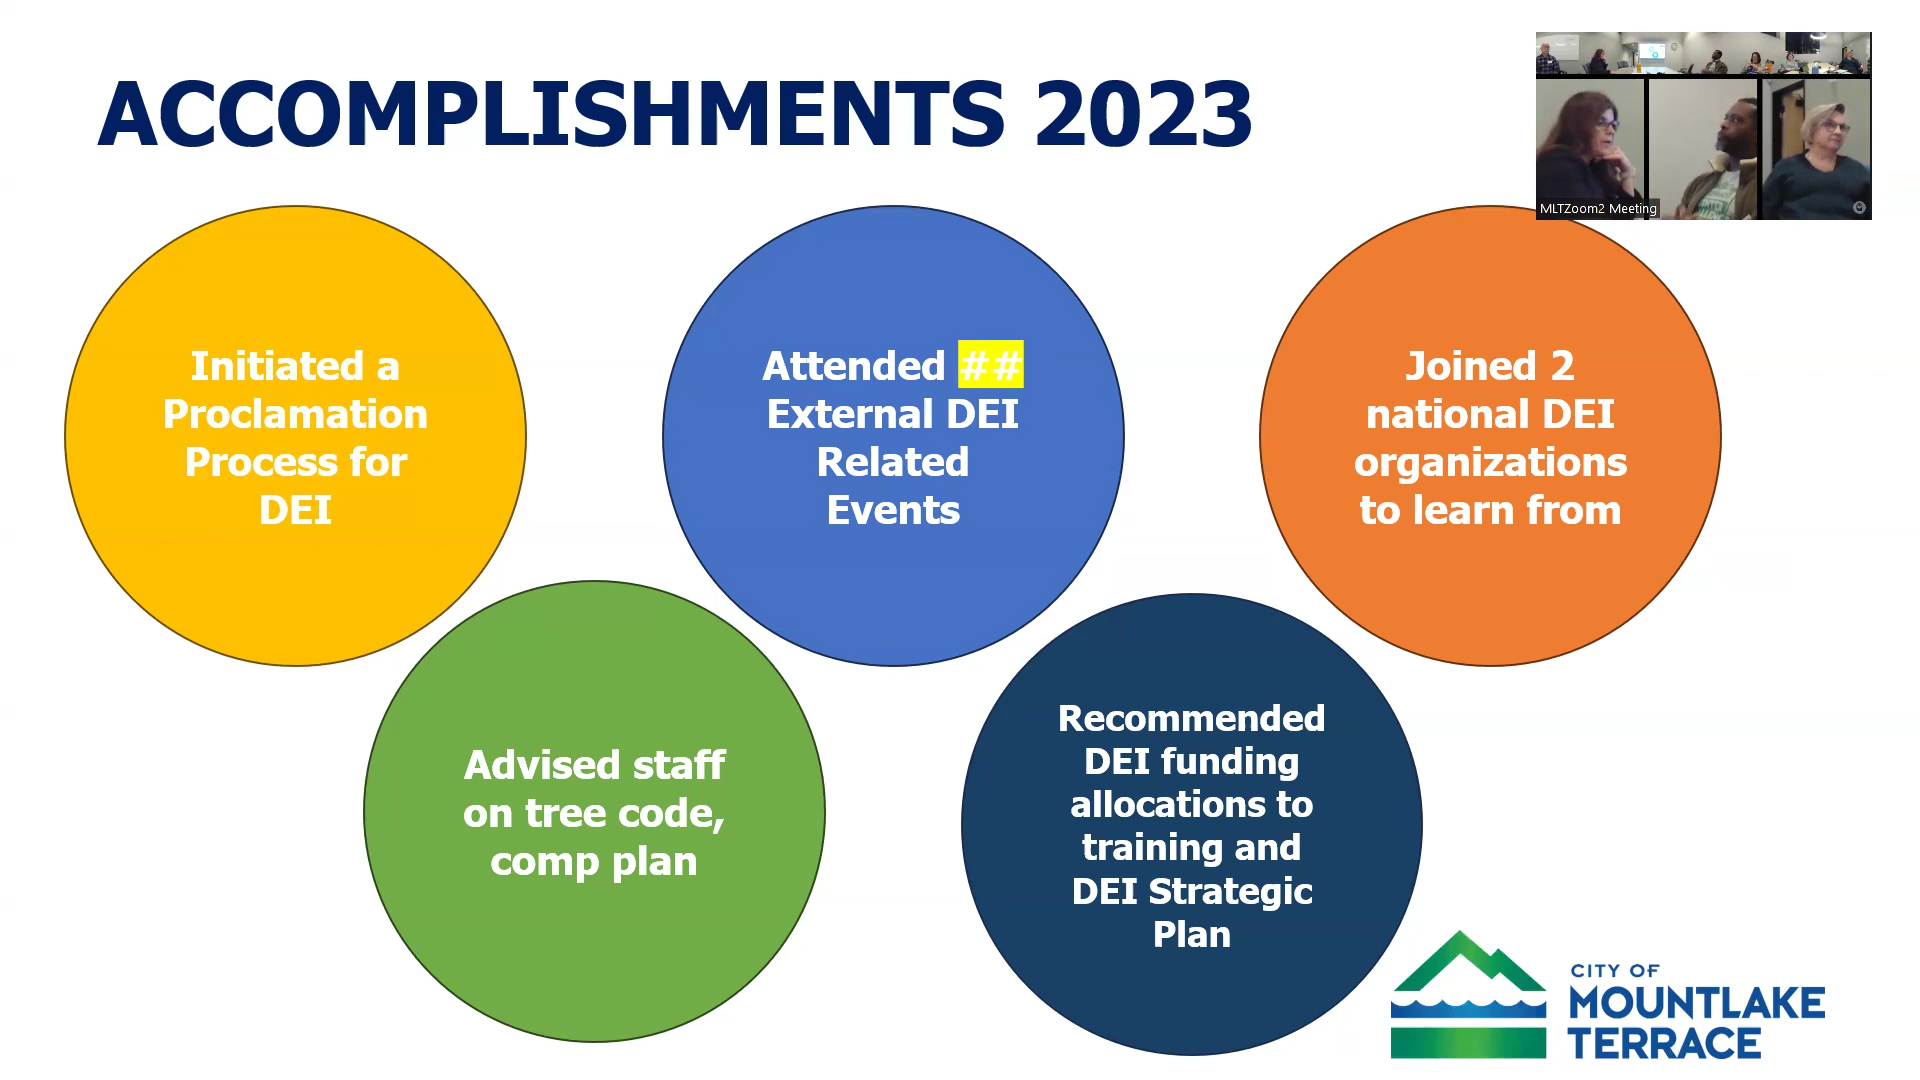 ACCOMPLISHMENTS 2023
MLTZoom2 Meeting
Initiated a
Proclamation
Process for
DEI
Attended ##
External DEI
Related
Events
Joined 2
national DEI
organizations
to learn from
Advised staff
on tree code,
comp plan
Recommended
DEI funding
allocations to
training and
DEI Strategic
Plan
CITY OF
MOUNTLAKE
TERRACE